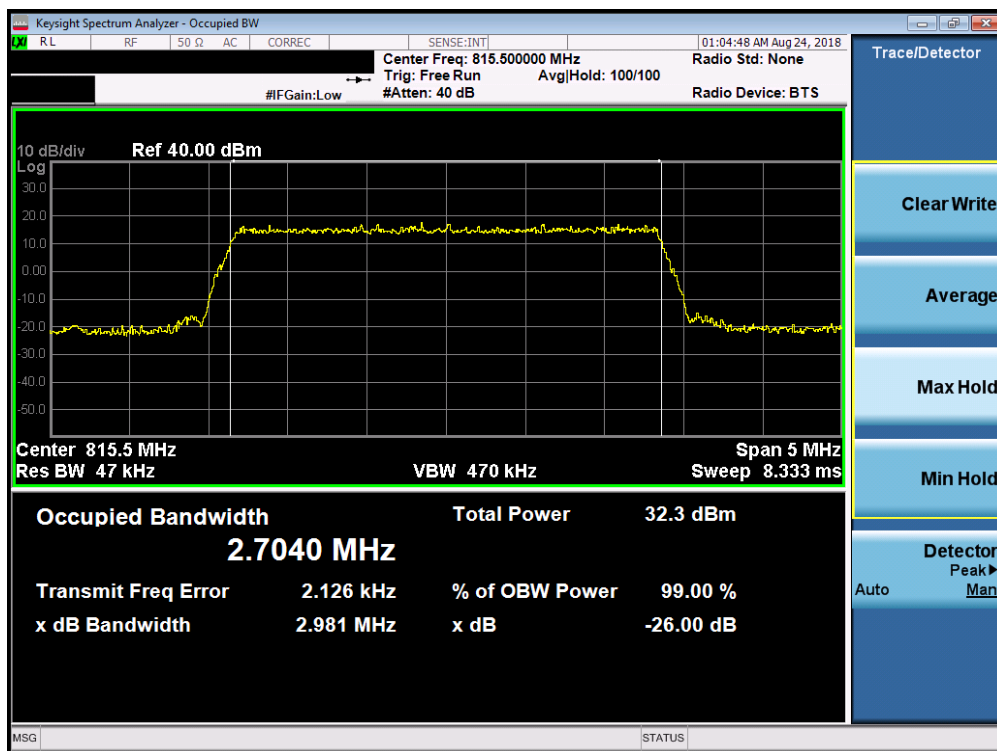 Keysight Spectrum Analyzer - Occupied BW
LXI RL RF 50 Ω AC CORREC SENSE:INT 01:04:48 AM Aug 24, 2018
Center Freq: 815.500000 MHz Radio Std: None
Trig: Free Run Avg|Hold: 100/100
#IFGain:Low #Atten: 40 dB Radio Device: BTS
10 dB/div Ref 40.00 dBm
Log
30.0
20.0
10.0
0.00
-10.0
-20.0
-30.0
-40.0
-50.0
Center 815.5 MHz Span 5 MHz
Res BW 47 kHz VBW 470 kHz Sweep 8.333 ms
Occupied Bandwidth Total Power 32.3 dBm
2.7040 MHz
Transmit Freq Error 2.126 kHz % of OBW Power 99.00 %
x dB Bandwidth 2.981 MHz x dB -26.00 dB
MSG STATUS
Trace/Detector
Clear Write
Average
Max Hold
Min Hold
Detector
Peak▶
Auto Man